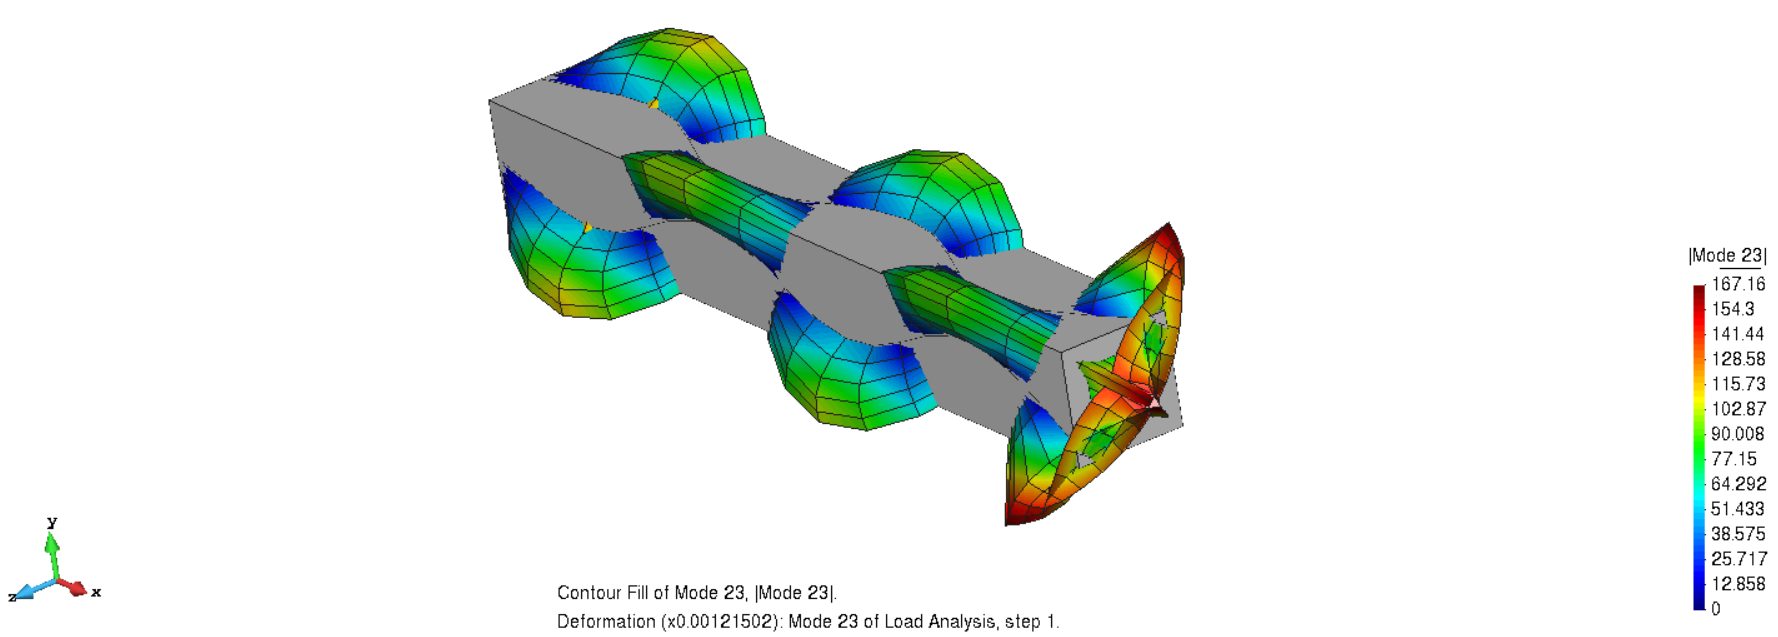 |Mode 23|
167.16
154.3
141.44
128.58
115.73
102.87
90.008
77.15
64.292
51.433
38.575
25.717
12.858
0
y
z
x
Contour Fill of Mode 23, |Mode 23|.
Deformation (x0.00121502): Mode 23 of Load Analysis, step 1.